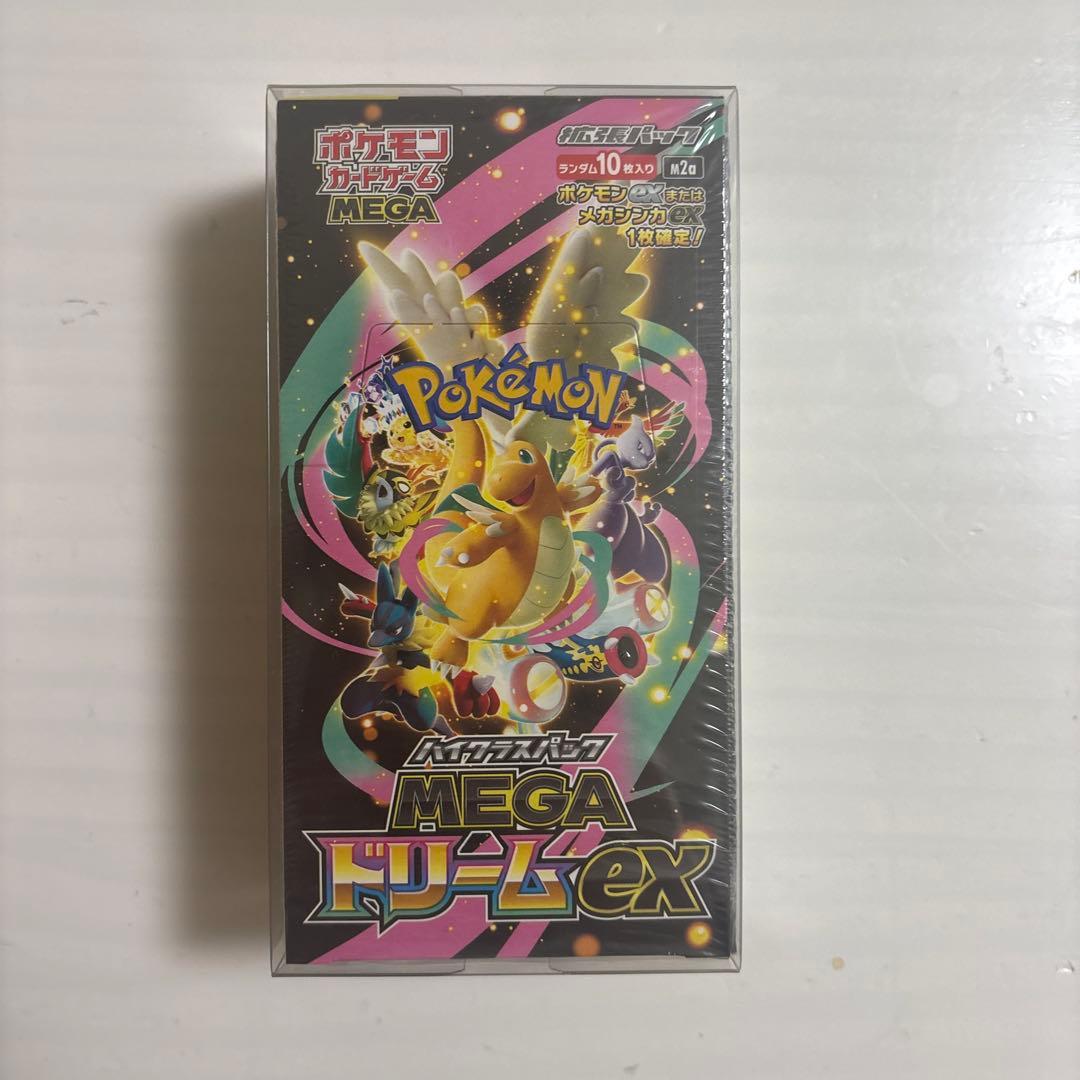 ポケモン
カードゲーム™
MEGA
拡張パック
ランダム10枚入り M2a
ポケモンexまたは
メガシンカex
1枚確定!
POKéMON™
ハイクラスパック
MEGA
ドリームex